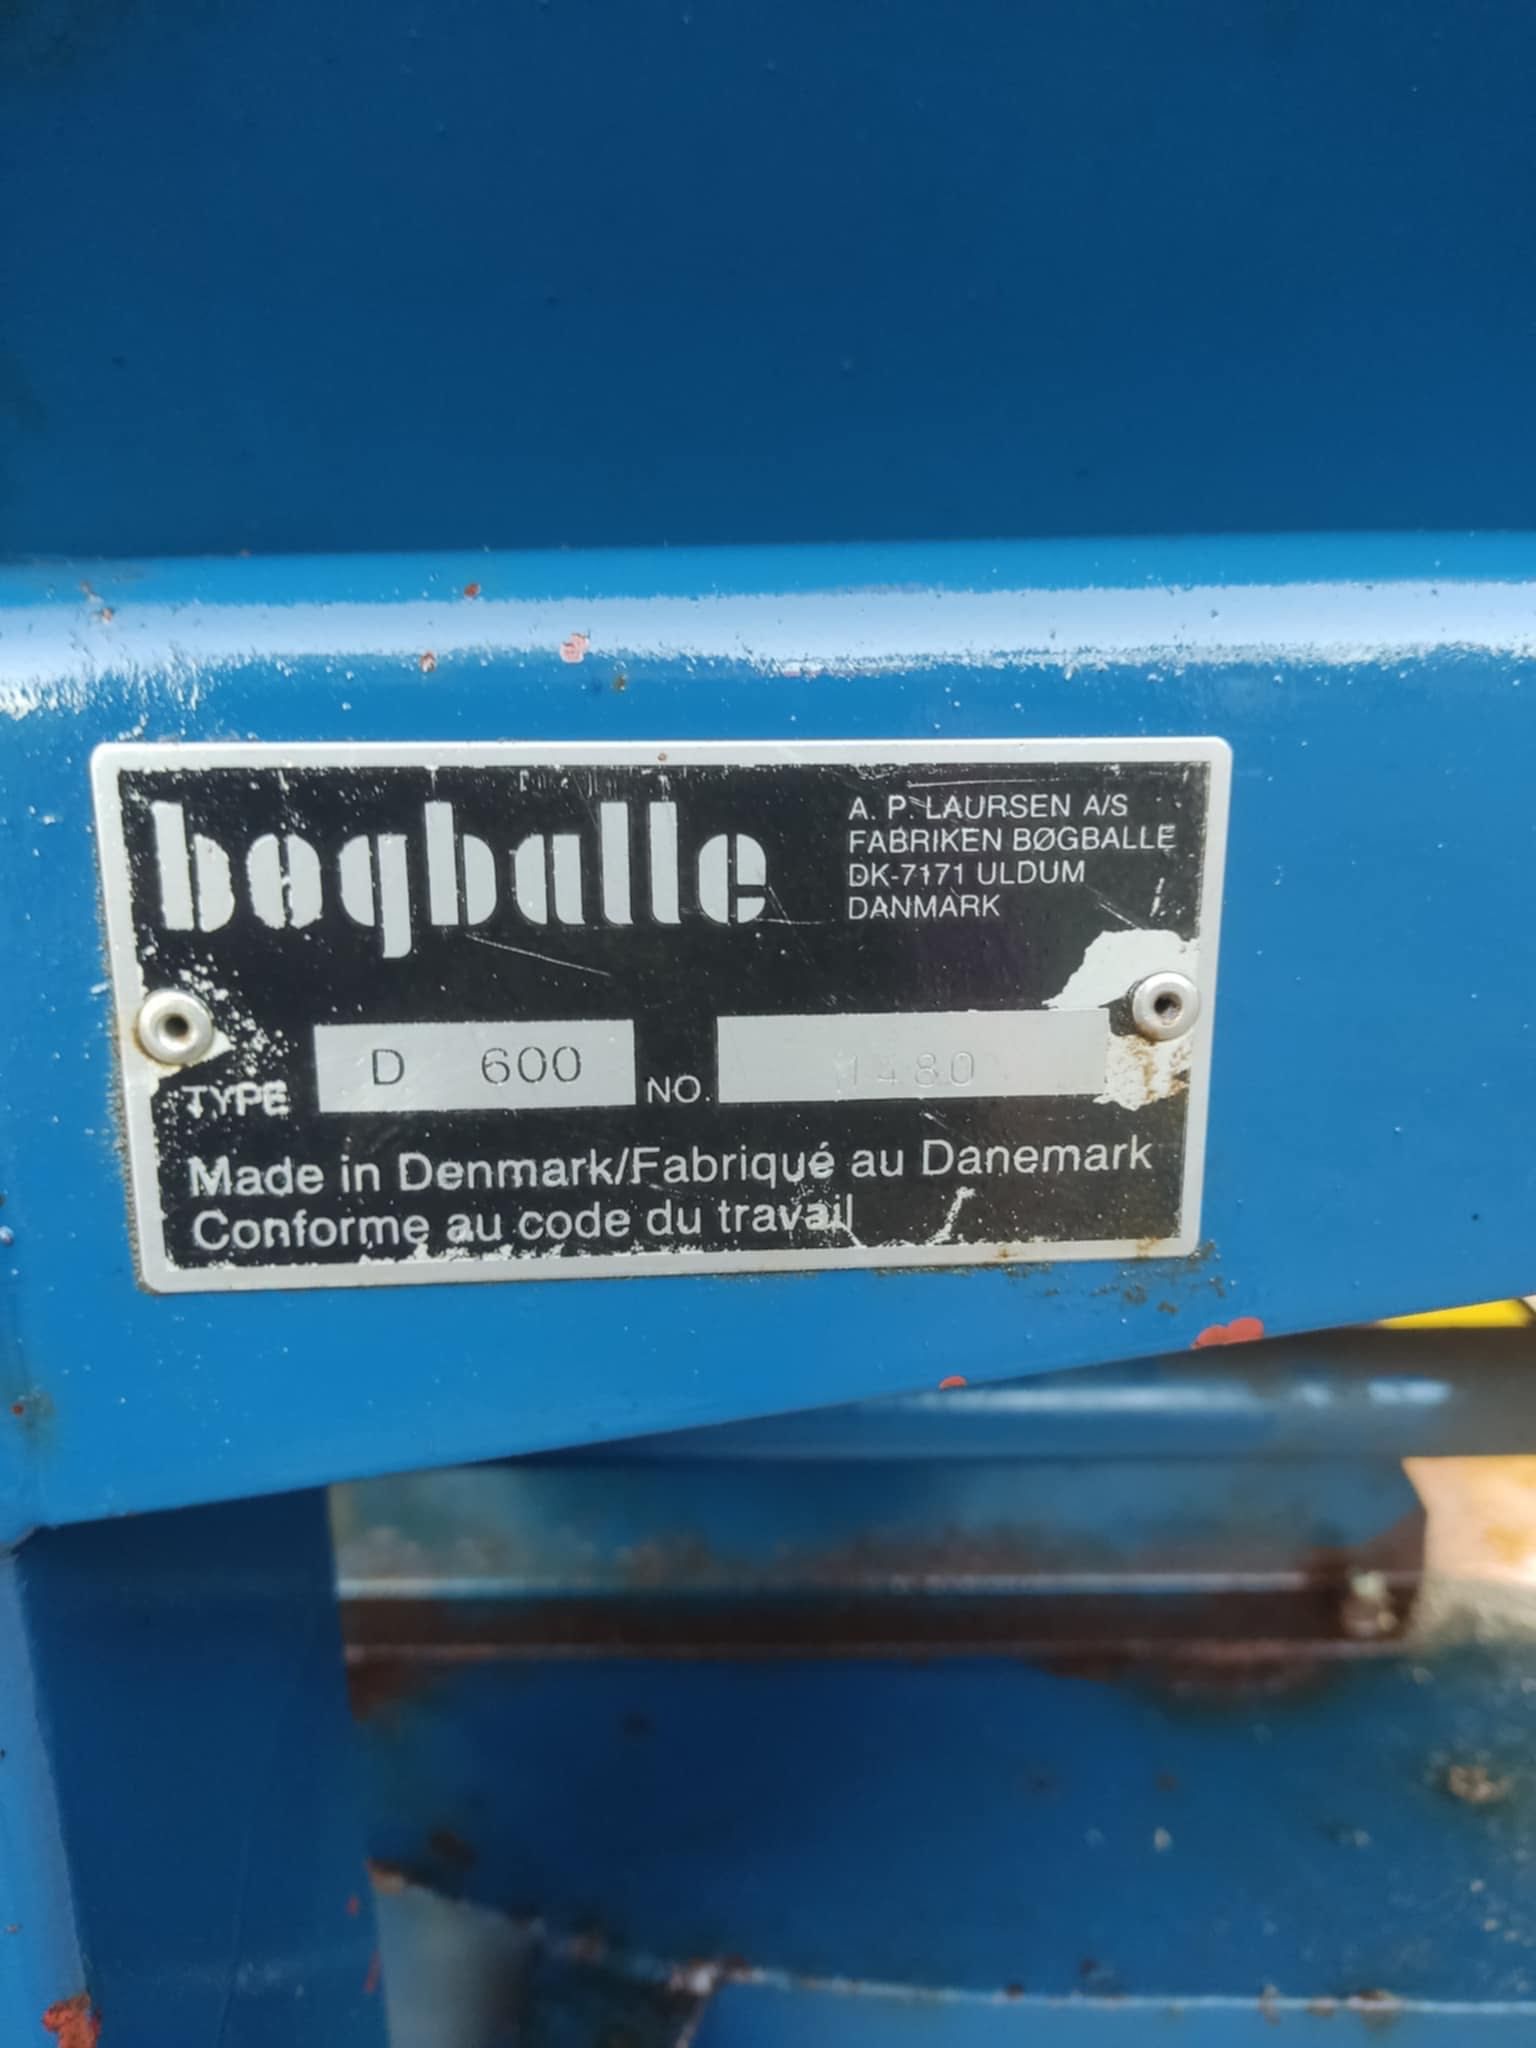 bøgballe
A. P. LAURSEN A/S
FABRIKEN BØGBALLE
DK-7171 ULDUM
DANMARK
TYPE D 600 NO. 1480
Made in Denmark/Fabriqué au Danemark
Conforme au code du travail